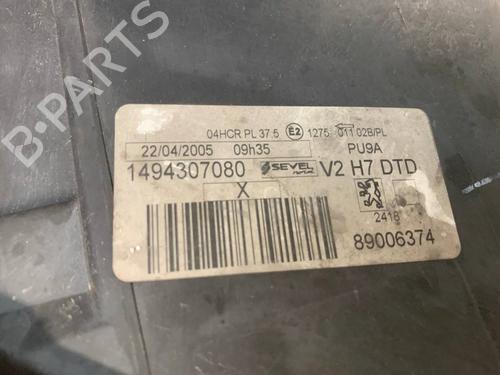 04HCR PL 37.5 E2 1275 011 02B/PL
22/04/2005 09h35 PU9A
1494307080 SEVEL V2 H7 DTD
X
2418
89006374